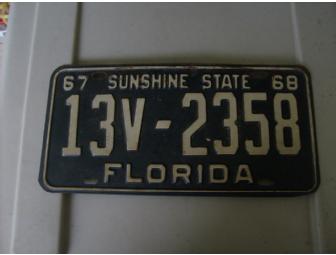 67 SUNSHINE STATE 68
13V-2358
FLORIDA